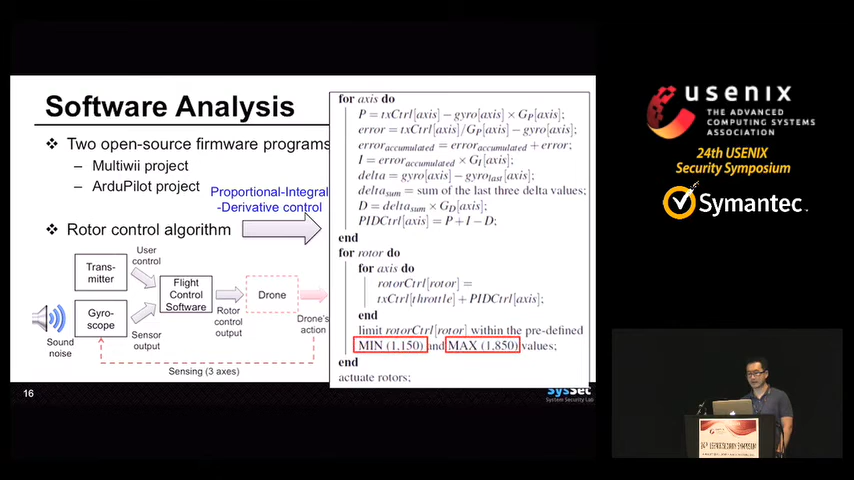 Software Analysis
❖ Two open-source firmware programs
– Multiwii project
– ArduPilot project
Proportional-Integral
-Derivative control
❖ Rotor control algorithm
Trans-
mitter
User
control
Gyro-
scope
Flight
Control
Software
Drone
Sound
noise
Sensor
output
Rotor
control output
Drone's
action
Sensing (3 axes)
for axis do
P = txCtrl[axis] − gyro[axis] × G_P[axis];
error = txCtrl[axis]/G_P[axis] − gyro[axis];
error_accumulated = error_accumulated + error;
I = error_accumulated × G_I[axis];
delta = gyro[axis] − gyro_last[axis];
delta_sum = sum of the last three delta values;
D = delta_sum × G_D[axis];
PIDCtrl[axis] = P + I − D;
end
for rotor do
for axis do
rotorCtrl[rotor] =
txCtrl[throttle] + PIDCtrl[axis];
end
limit rotorCtrl[rotor] within the pre-defined
MIN (1,150) and MAX (1,850) values;
end
actuate rotors;
16
SysSec
System Security Lab
usenix
THE ADVANCED
COMPUTING SYSTEMS
ASSOCIATION
24th USENIX
Security Symposium
Symantec.